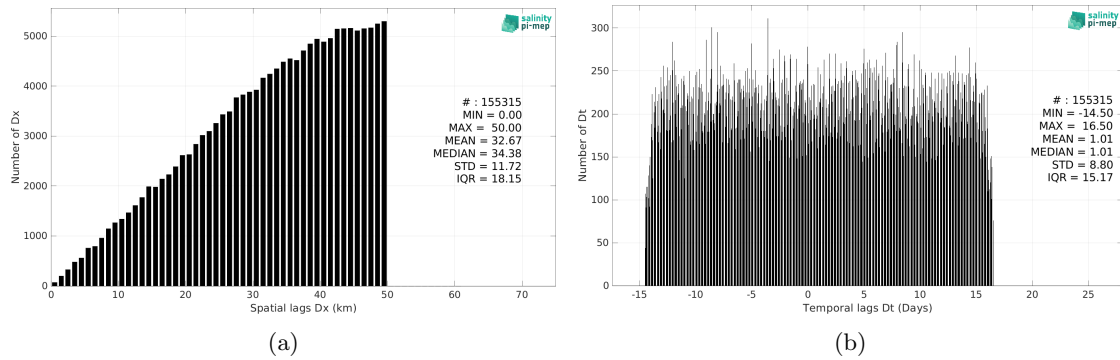 salinity
pi-mep
5000
4000
3000
2000
1000
0
Number of Dx
# : 155315
MIN = 0.00
MAX = 50.00
MEAN = 32.67
MEDIAN = 34.38
STD = 11.72
IQR = 18.15
0 10 20 30 40 50 60 70
Spatial lags Dx (km)
(a)
salinity
pi-mep
300
250
200
150
100
50
0
Number of Dt
# : 155315
MIN = -14.50
MAX = 16.50
MEAN = 1.01
MEDIAN = 1.01
STD = 8.80
IQR = 15.17
-15 -10 -5 0 5 10 15 20 25
Temporal lags Dt (Days)
(b)